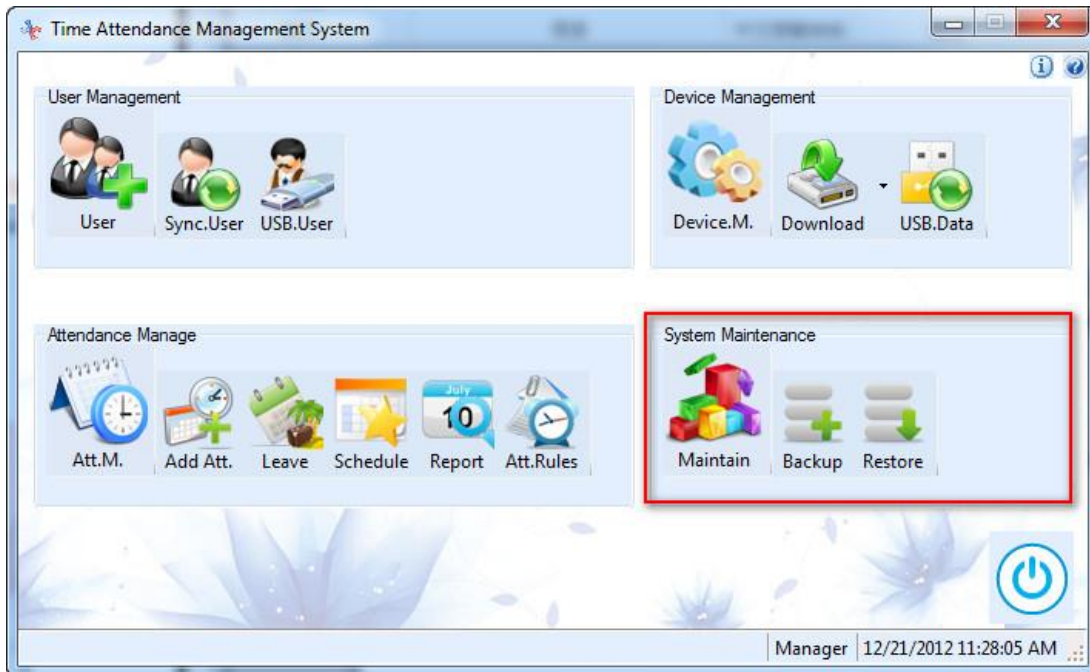 Time Attendance Management System
User Management
User Sync.User USB.User
Device Management
Device.M. Download USB.Data
Attendance Manage
Att.M. Add Att. Leave Schedule July 10 Report Att.Rules
System Maintenance
Maintain Backup Restore
Manager 12/21/2012 11:28:05 AM